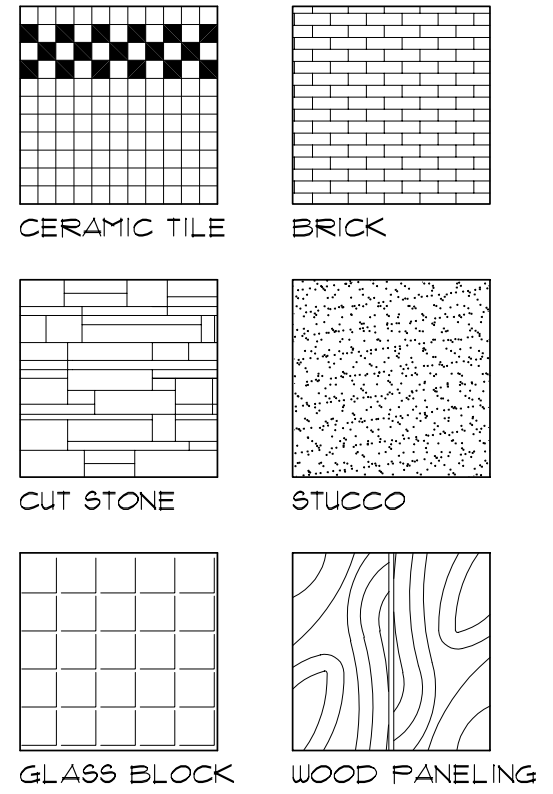 CERAMIC TILE
BRICK
CUT STONE
STUCCO
GLASS BLOCK
WOOD PANELING